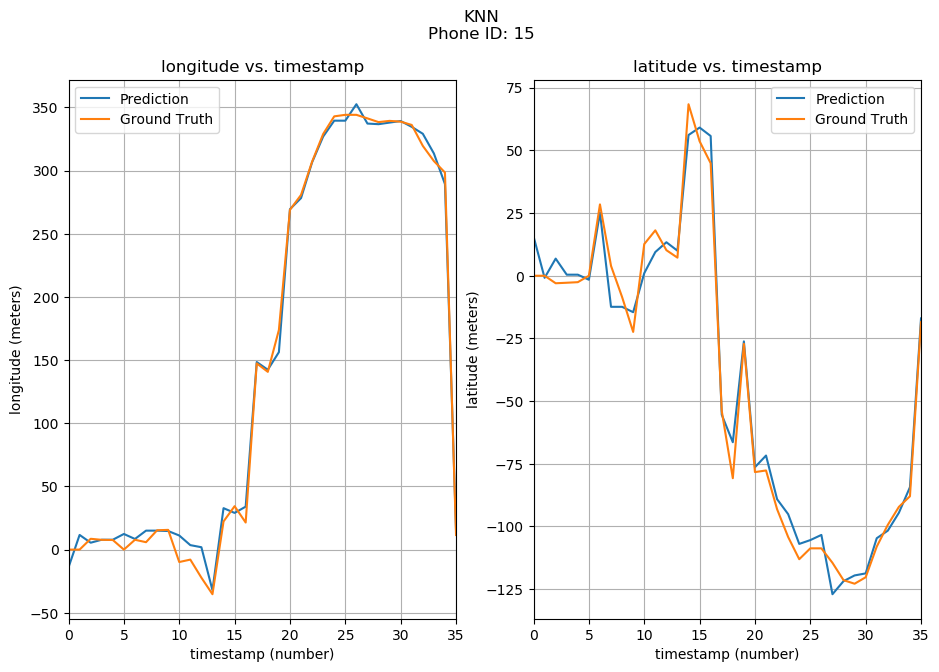 KNN
Phone ID: 15
longitude vs. timestamp
Prediction
Ground Truth
longitude (meters)
350
300
250
200
150
100
50
0
−50
0 5 10 15 20 25 30 35
timestamp (number)
latitude vs. timestamp
Prediction
Ground Truth
latitude (meters)
75
50
25
0
−25
−50
−75
−100
−125
0 5 10 15 20 25 30 35
timestamp (number)